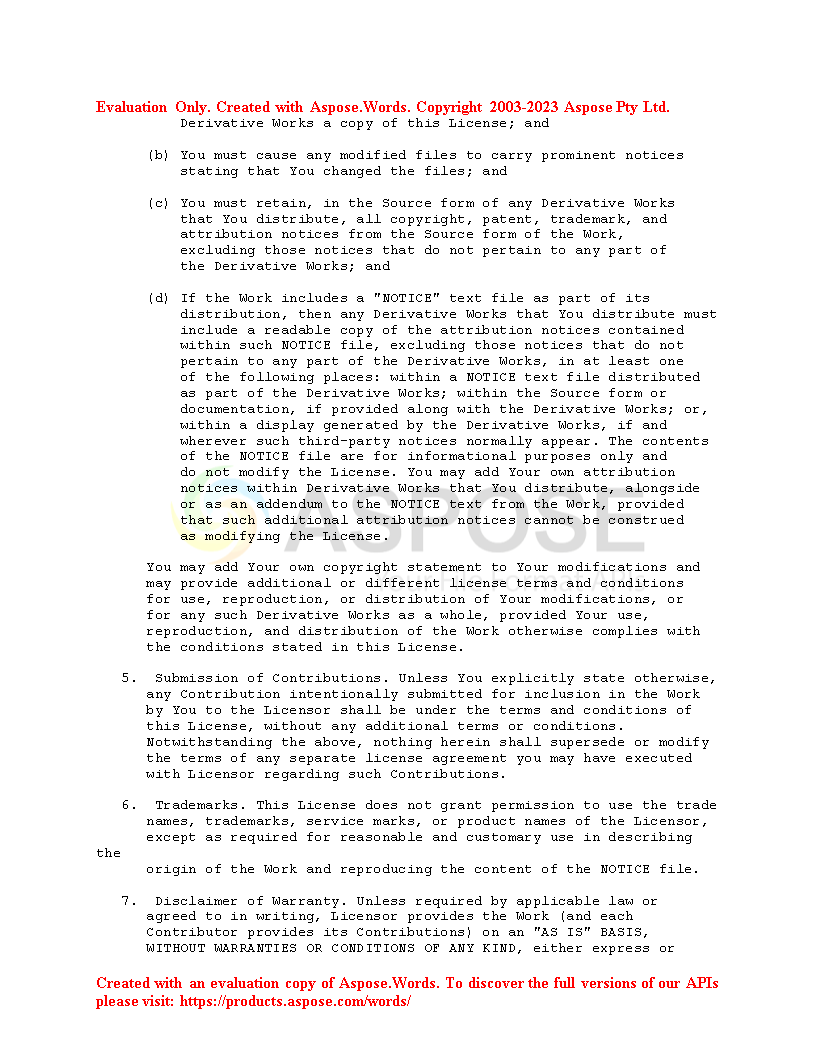 Evaluation Only. Created with Aspose.Words. Copyright 2003-2023 Aspose Pty Ltd.
Derivative Works a copy of this License; and
(b) You must cause any modified files to carry prominent notices
stating that You changed the files; and
(c) You must retain, in the Source form of any Derivative Works
that You distribute, all copyright, patent, trademark, and
attribution notices from the Source form of the Work,
excluding those notices that do not pertain to any part of
the Derivative Works; and
(d) If the Work includes a "NOTICE" text file as part of its
distribution, then any Derivative Works that You distribute must
include a readable copy of the attribution notices contained
within such NOTICE file, excluding those notices that do not
pertain to any part of the Derivative Works, in at least one
of the following places: within a NOTICE text file distributed
as part of the Derivative Works; within the Source form or
documentation, if provided along with the Derivative Works; or,
within a display generated by the Derivative Works, if and
wherever such third-party notices normally appear. The contents
of the NOTICE file are for informational purposes only and
do not modify the License. You may add Your own attribution
notices within Derivative Works that You distribute, alongside
or as an addendum to the NOTICE text from the Work, provided
that such additional attribution notices cannot be construed
as modifying the License.
ASPOSE
You may add Your own copyright statement to Your modifications and
may provide additional or different license terms and conditions
for use, reproduction, or distribution of Your modifications, or
for any such Derivative Works as a whole, provided Your use,
reproduction, and distribution of the Work otherwise complies with
the conditions stated in this License.
5. Submission of Contributions. Unless You explicitly state otherwise,
any Contribution intentionally submitted for inclusion in the Work
by You to the Licensor shall be under the terms and conditions of
this License, without any additional terms or conditions.
Notwithstanding the above, nothing herein shall supersede or modify
the terms of any separate license agreement you may have executed
with Licensor regarding such Contributions.
6. Trademarks. This License does not grant permission to use the trade
names, trademarks, service marks, or product names of the Licensor,
except as required for reasonable and customary use in describing
the
origin of the Work and reproducing the content of the NOTICE file.
7. Disclaimer of Warranty. Unless required by applicable law or
agreed to in writing, Licensor provides the Work (and each
Contributor provides its Contributions) on an "AS IS" BASIS,
WITHOUT WARRANTIES OR CONDITIONS OF ANY KIND, either express or
Created with an evaluation copy of Aspose.Words. To discover the full versions of our APIs
please visit: https://products.aspose.com/words/